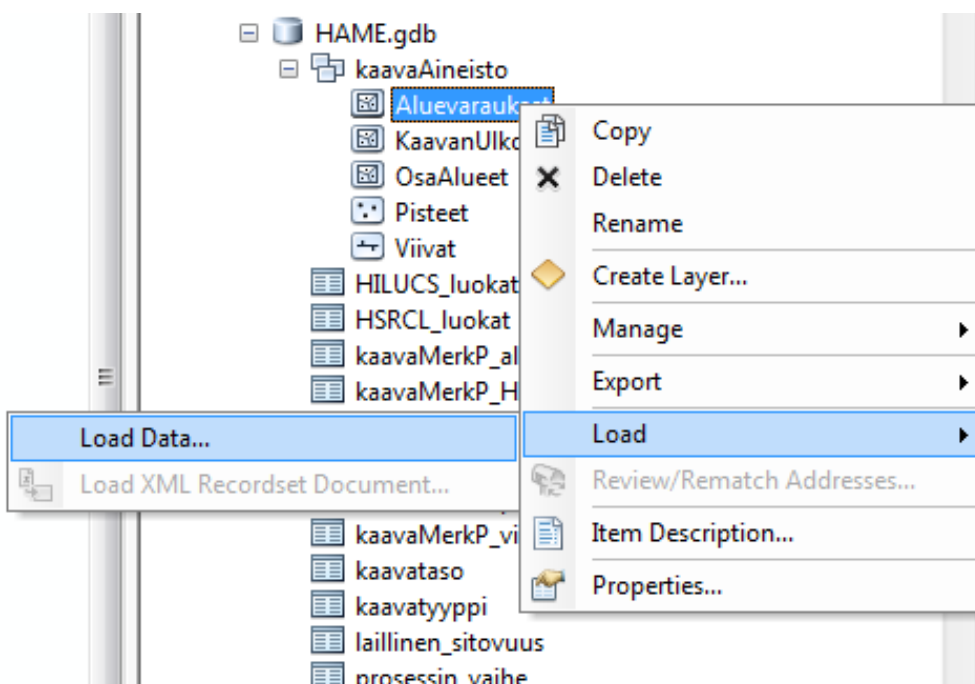 HAME.gdb
kaavaAineisto
Copy
KaavanUlko
Delete
OsaAlueet
Rename
Pisteet
Viivat
Create Layer...
HILUCS_luokat
HSRCL_luokat
Manage
kaavaMerkP_al
Export
kaavaMerkP_H
Load
Load Data...
Load XML Recordset Document...
Review/Rematch Addresses...
kaavaMerkP_vi
Item Description...
kaavataso
kaavatyyppi
Properties...
laillinen_sitovuus
prosessin_vaihe